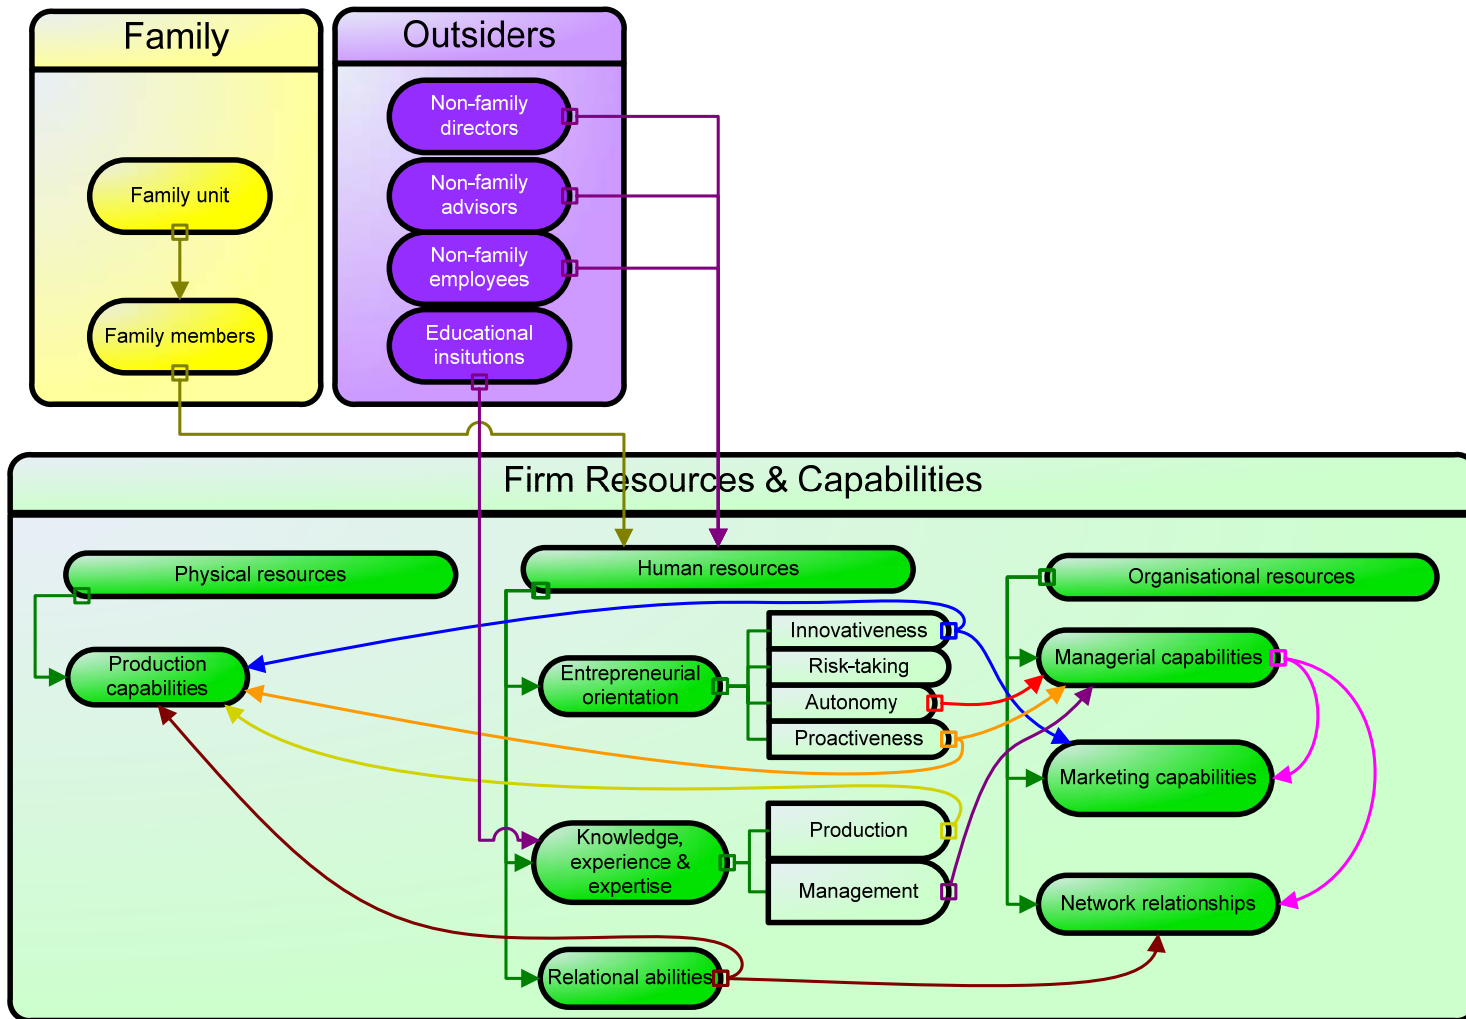 Family
Outsiders
Non-family
directors
Non-family
advisors
Family unit
Non-family
employees
Family members
Educational
insitutions
Firm Resources & Capabilities
Physical resources
Human resources
Organisational resources
Production
capabilities
Entrepreneurial
orientation
Innovativeness
Risk-taking
Autonomy
Proactiveness
Managerial capabilities
Marketing capabilities
Knowledge,
experience &
expertise
Production
Management
Network relationships
Relational abilities